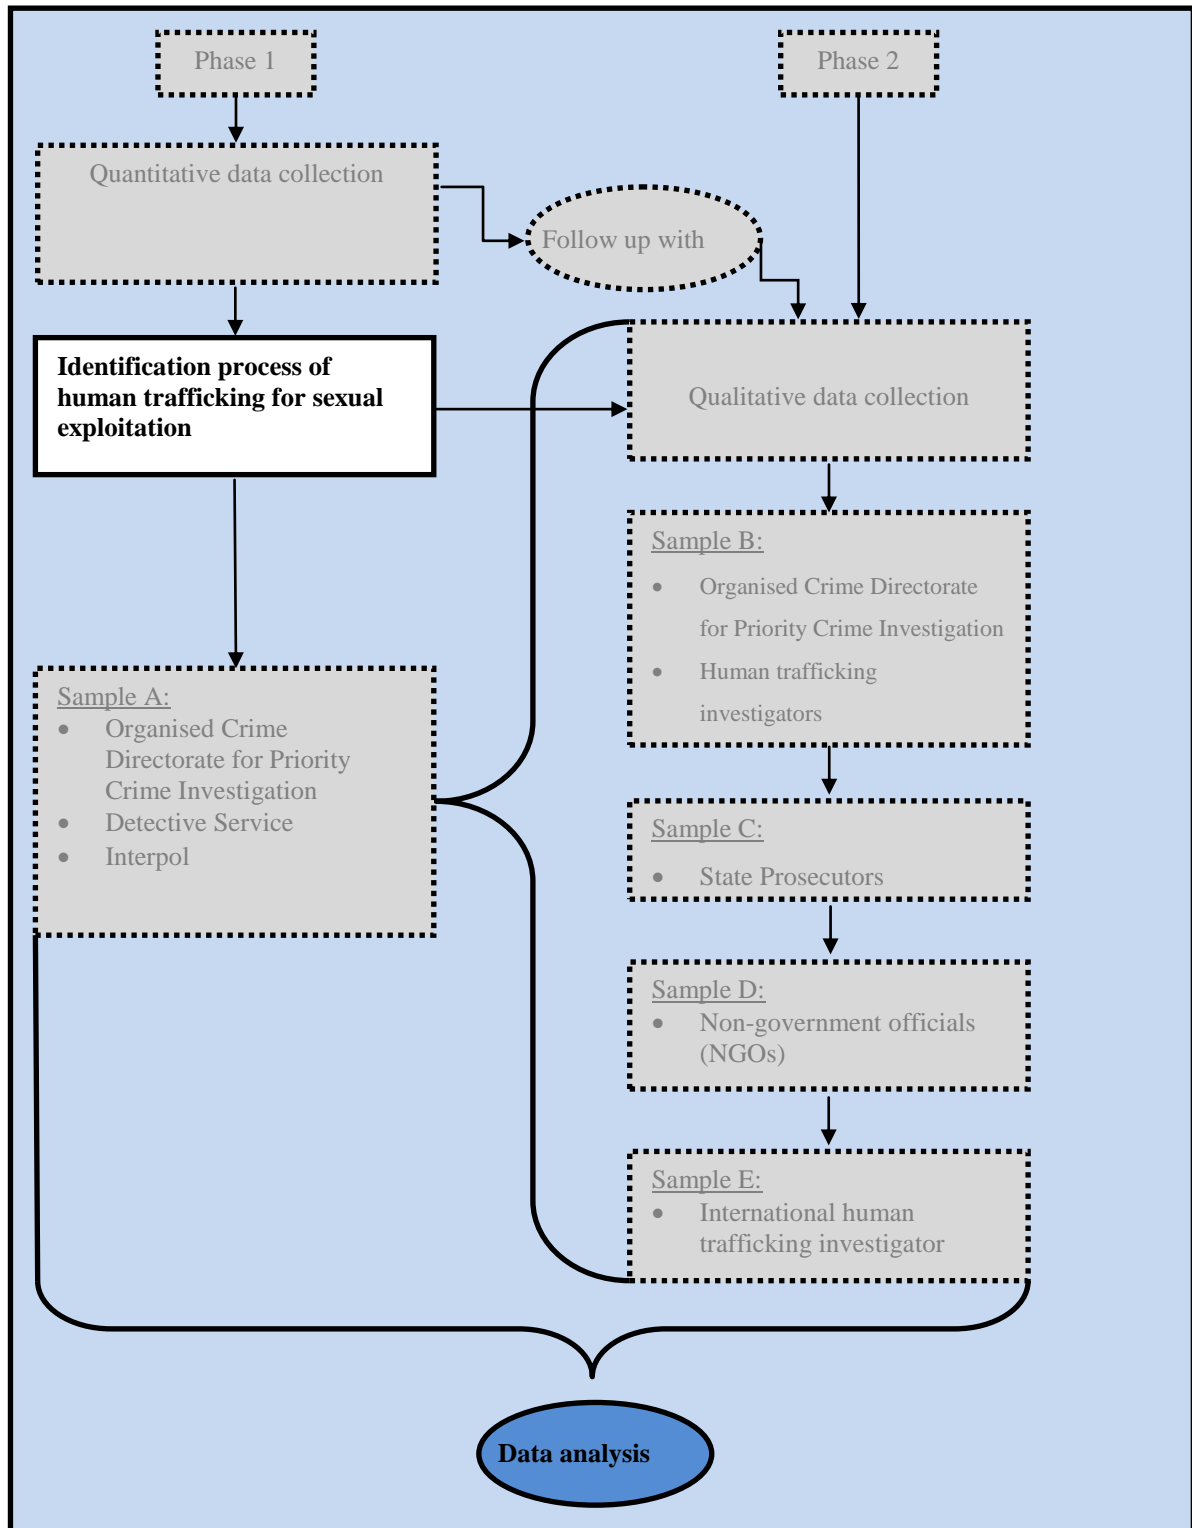 Phase 1
Phase 2
Quantitative data collection
Follow up with
Identification process of
human trafficking for sexual
exploitation
Qualitative data collection
Sample A:
• Organised Crime
Directorate for Priority
Crime Investigation
• Detective Service
• Interpol
Sample B:
• Organised Crime Directorate
for Priority Crime Investigation
• Human trafficking
investigators
Sample C:
• State Prosecutors
Sample D:
• Non-government officials
(NGOs)
Sample E:
• International human
trafficking investigator
Data analysis